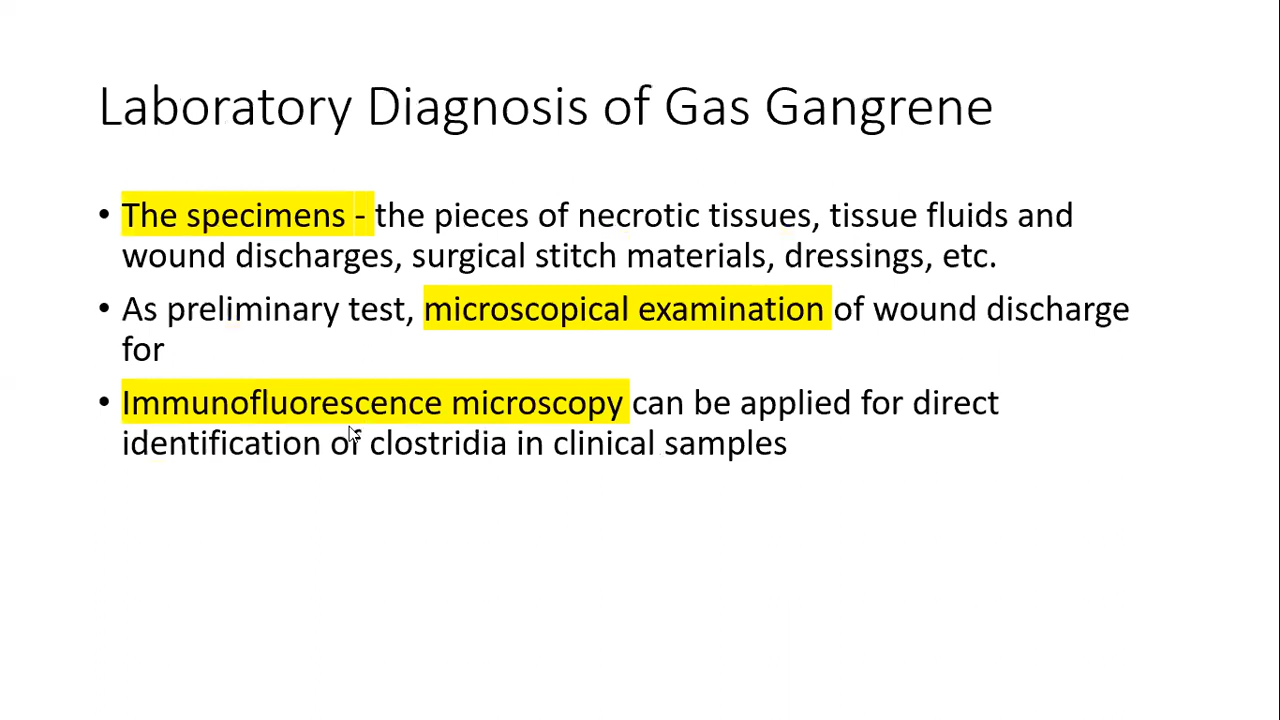 Laboratory Diagnosis of Gas Gangrene
• The specimens - the pieces of necrotic tissues, tissue fluids and
wound discharges, surgical stitch materials, dressings, etc.
• As preliminary test, microscopical examination of wound discharge
for
• Immunofluorescence microscopy can be applied for direct
identification of clostridia in clinical samples